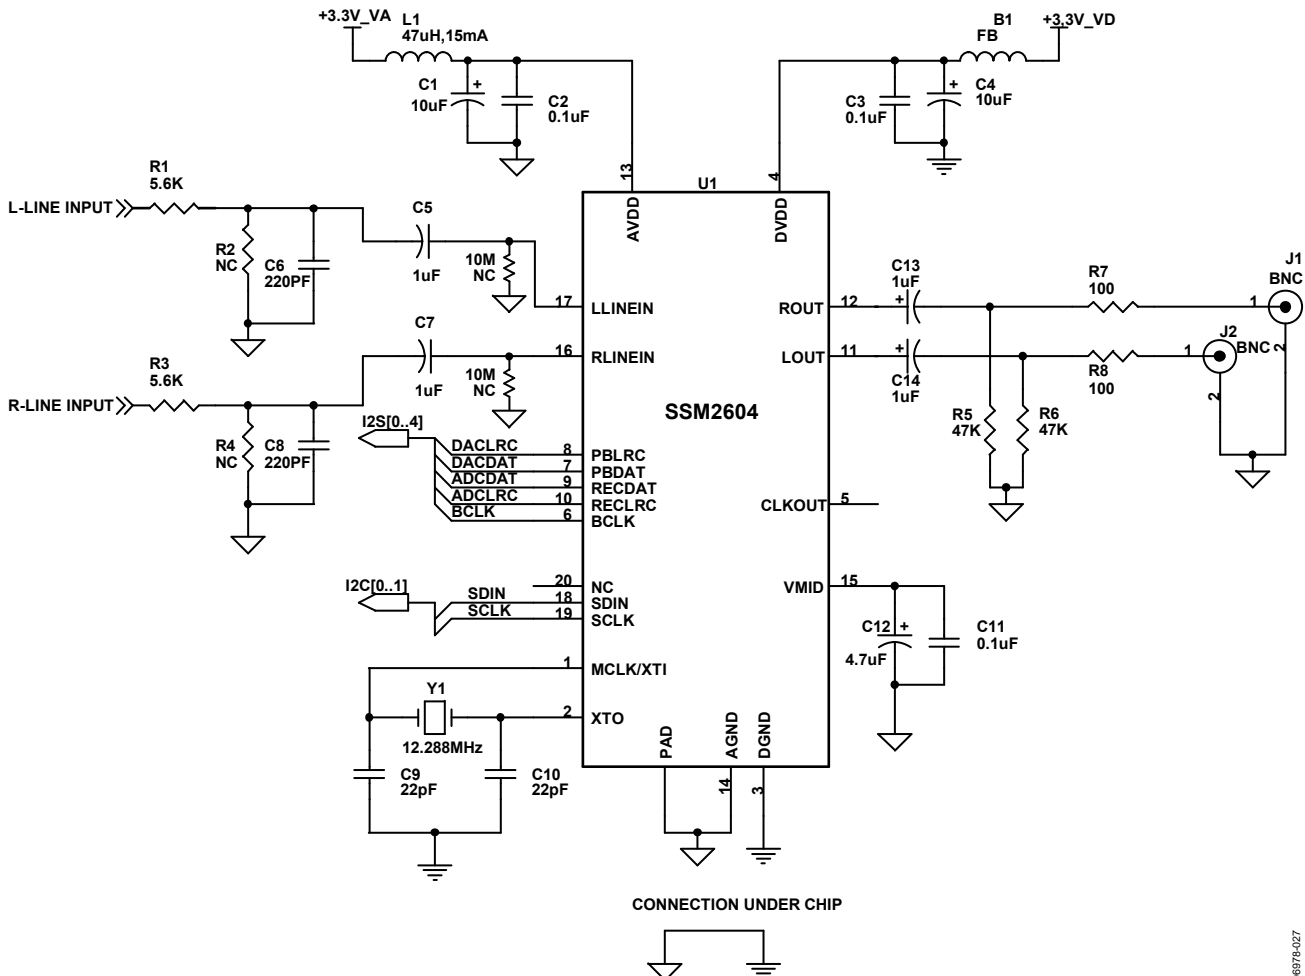 +3.3V_VA
L1
47uH,15mA
B1
FB
+3.3V_VD
C1
10uF
+
C2
0.1uF
C3
0.1uF
+
C4
10uF
13
U1
4
R1
5.6K
L-LINE INPUT
R2
NC
C6
220PF
C5
1uF
10M
NC
AVDD
DVDD
17
LLINEIN
C7
1uF
16
RLINEIN
10M
NC
R3
5.6K
R-LINE INPUT
R4
NC
C8
220PF
SSM2604
ROUT
12
C13
1uF
+
R7
100
1
J1
BNC
2
LOUT
11
+
C14
1uF
R8
100
1
J2
BNC
2
R5
47K
R6
47K
I2S[0..4]
DACLRC
8
PBLRC
DACDAT
7
PBDAT
ADCDAT
9
RECDAT
ADCLRC
10
RECLRC
BCLK
6
BCLK
CLKOUT
5
I2C[0..1]
20
NC
SDIN
18
SDIN
SCLK
19
SCLK
VMID
15
C12
+
4.7uF
C11
0.1uF
1
MCLK/XTI
Y1
12.288MHz
2
XTO
C9
22pF
C10
22pF
PAD
AGND
DGND
14
3
CONNECTION UNDER CHIP